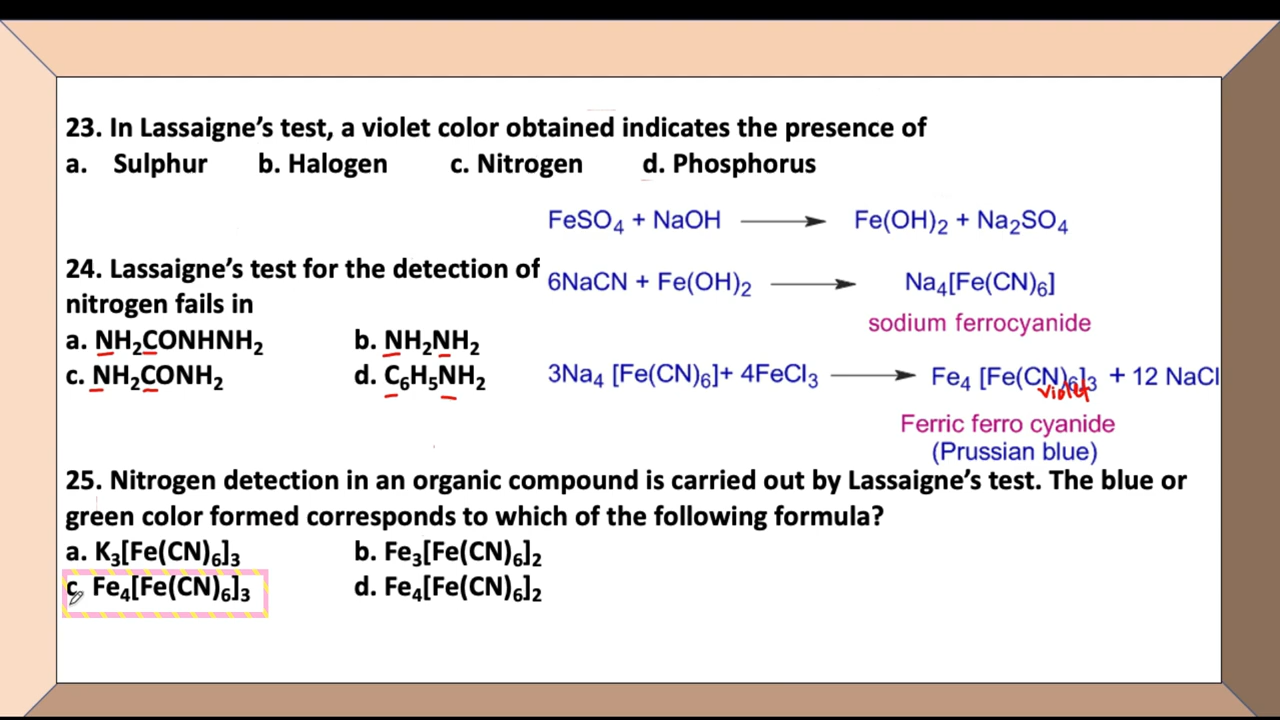 23. In Lassaigne's test, a violet color obtained indicates the presence of
a. Sulphur b. Halogen c. Nitrogen d. Phosphorus
FeSO4 + NaOH ⟶ Fe(OH)2 + Na2SO4
24. Lassaigne's test for the detection of
nitrogen fails in
6NaCN + Fe(OH)2 ⟶ Na4[Fe(CN)6]
sodium ferrocyanide
a. NH2CONHNH2 b. NH2NH2
c. NH2CONH2 d. C6H5NH2
3Na4 [Fe(CN)6]+ 4FeCl3 ⟶ Fe4 [Fe(CN)6]3 + 12 NaCl
violet
Ferric ferro cyanide
(Prussian blue)
25. Nitrogen detection in an organic compound is carried out by Lassaigne's test. The blue or
green color formed corresponds to which of the following formula?
a. K3[Fe(CN)6]3 b. Fe3[Fe(CN)6]2
c. Fe4[Fe(CN)6]3 d. Fe4[Fe(CN)6]2